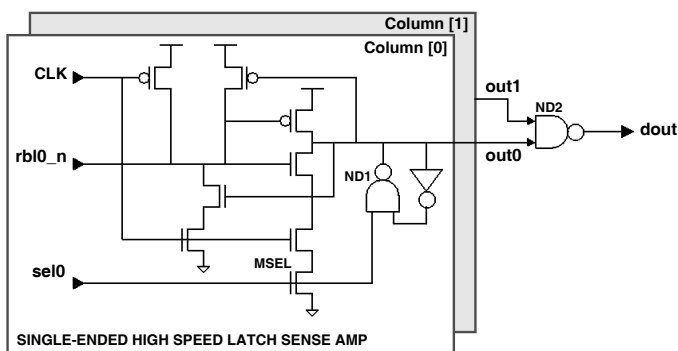 Column [1]
Column [0]
CLK
out1
ND2
dout
rbl0_n
out0
ND1
sel0
MSEL
SINGLE-ENDED HIGH SPEED LATCH SENSE AMP